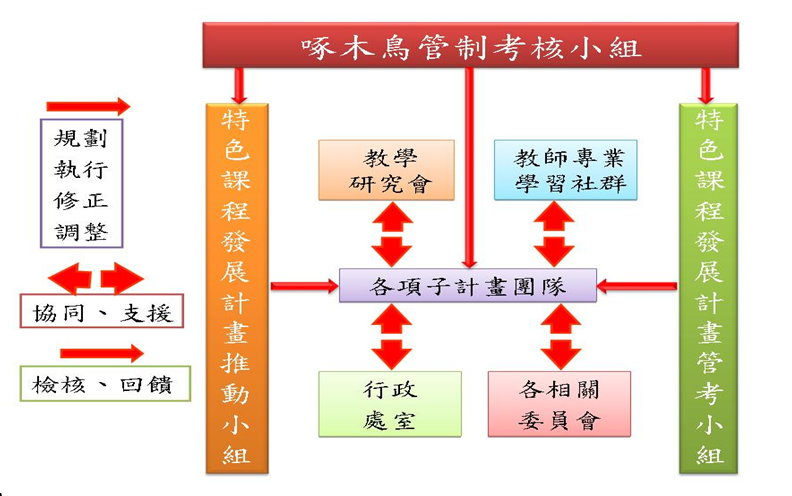 啄木鳥管制考核小組
規劃
執行
修正
調整
協同、支援
檢核、回饋
特色課程發展計畫推動小組
教學
研究會
教師專業
學習社群
各項子計畫團隊
行政
處室
各相關
委員會
特色課程發展計畫管考小組